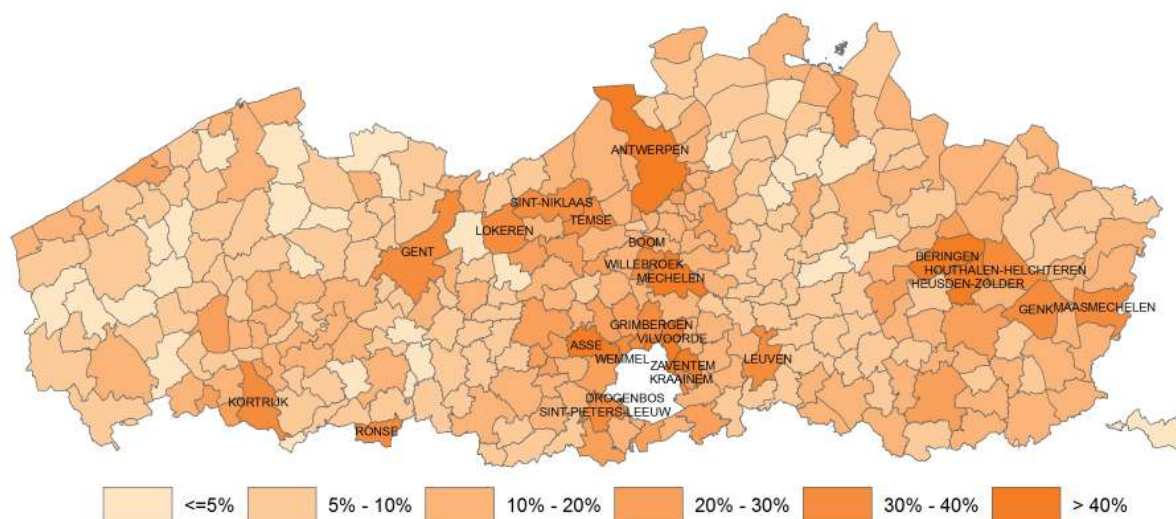 ANTWERPEN
SINT-NIKLAAS
TEMSE
LOKEREN
GENT
BOOM
WILLEBROEK
MECHELEN
BERINGEN
HOUTHALEN-HELCHTEREN
HEUSDEN-ZOLDER
GENK
MAASMECHELEN
GRIMBERGEN
VILVOORDE
ASSE
WEMMEL
ZAVENTEM
KRAAINEM
LEUVEN
DROGENBOS
SINT-PIETERS-LEEUW
KORTRIJK
RONSE
<=5% 5% - 10% 10% - 20% 20% - 30% 30% - 40% > 40%